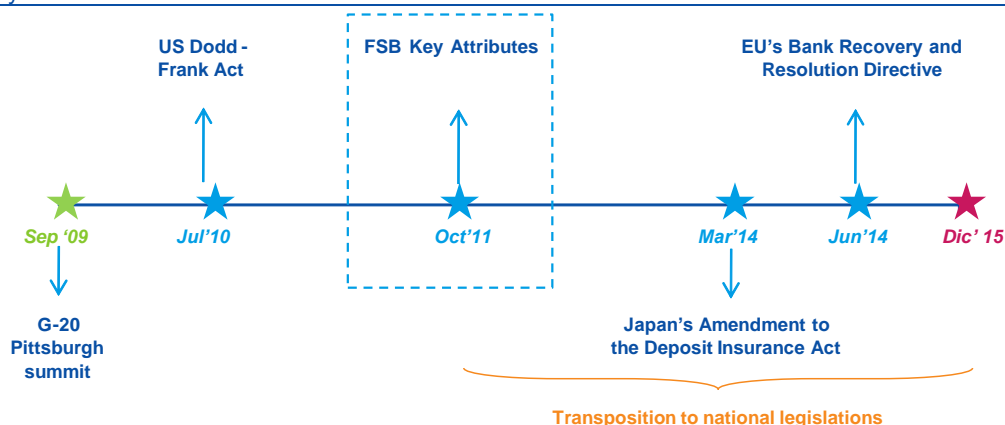 US Dodd -
Frank Act
FSB Key Attributes
EU's Bank Recovery and
Resolution Directive
Sep '09
Jul'10
Oct'11
Mar'14
Jun'14
Dic' 15
G-20
Pittsburgh
summit
Japan's Amendment to
the Deposit Insurance Act
Transposition to national legislations